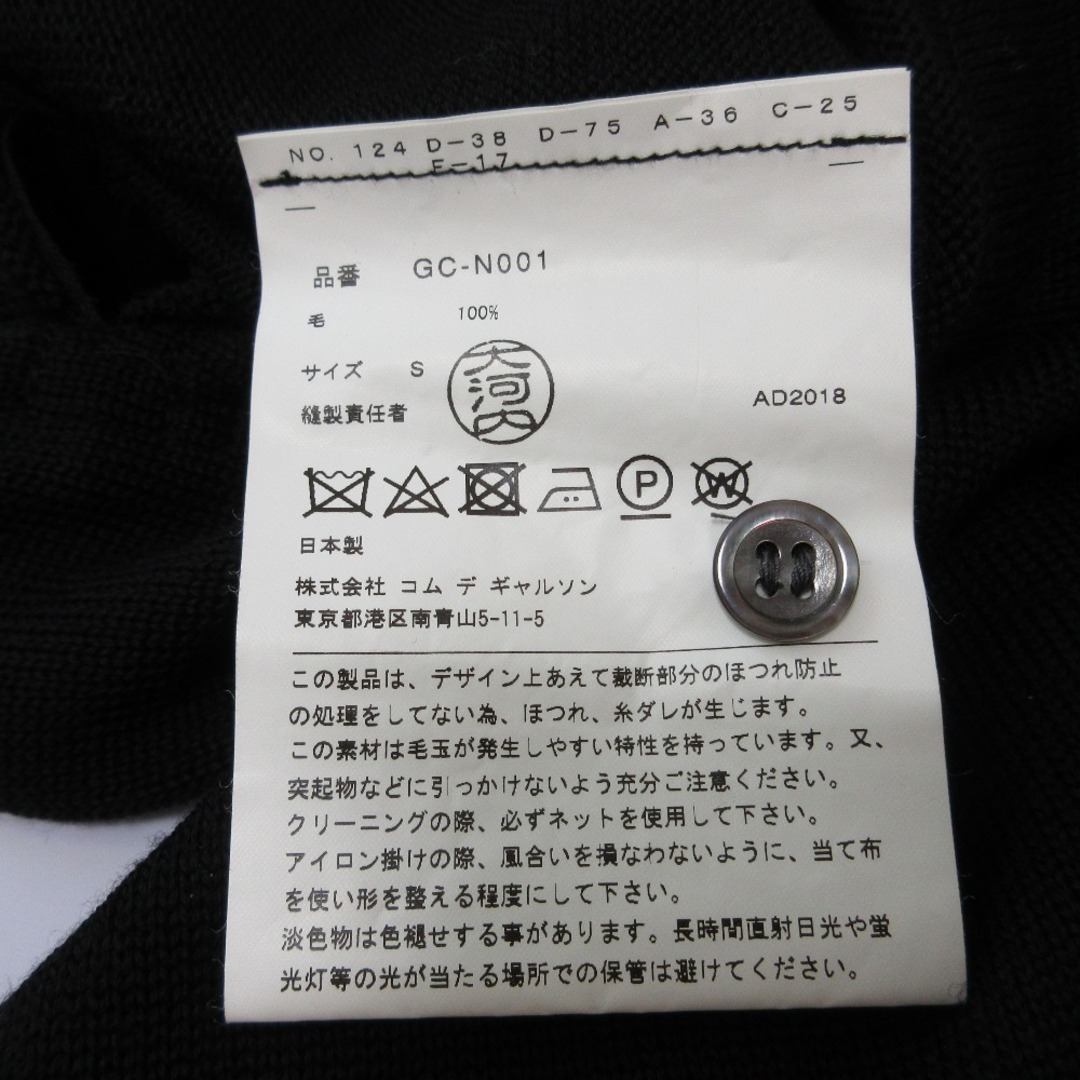 NO. 124 D-38 D-75 A-36 C-25
F-17
品番 GC-N001
毛 100%
サイズ S
大河内
縫製責任者
AD2018
P W
日本製
株式会社 コム デ ギャルソン
東京都港区南青山5-11-5
この製品は、デザイン上あえて裁断部分のほつれ防止
の処理をしてない為、ほつれ、糸ダレが生じます。
この素材は毛玉が発生しやすい特性を持っています。又、
突起物などに引っかけないよう充分ご注意ください。
クリーニングの際、必ずネットを使用して下さい。
アイロン掛けの際、風合いを損なわないように、当て布
を使い形を整える程度にして下さい。
淡色物は色褪せする事があります。長時間直射日光や蛍
光灯等の光が当たる場所での保管は避けてください。